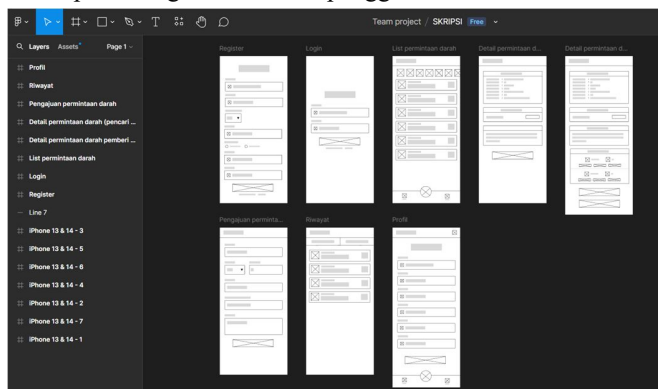 Team project / SKRIPSI Free
Layers Assets Page 1
Profil
Riwayat
Pengajuan permintaan darah
Detail permintaan darah (pencari ...
Detail permintaan darah pemberi ...
List permintaan darah
Login
Register
Line 7
iPhone 13 & 14 - 3
iPhone 13 & 14 - 5
iPhone 13 & 14 - 6
iPhone 13 & 14 - 4
iPhone 13 & 14 - 2
iPhone 13 & 14 - 7
iPhone 13 & 14 - 1
Register Login List permintaan darah Detail permintaan d... Detail permintaan d...
Pengajuan perminta... Riwayat Profil